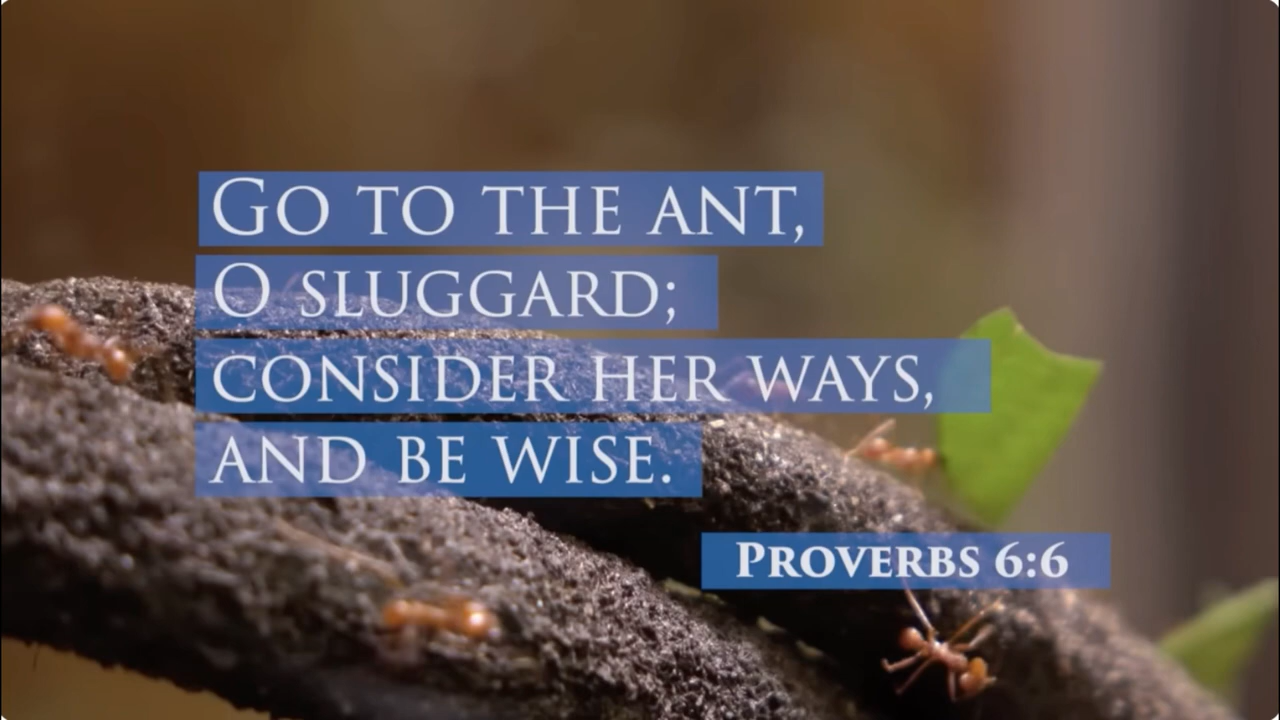 Go to the ant,
O sluggard;
consider her ways,
and be wise.
Proverbs 6:6